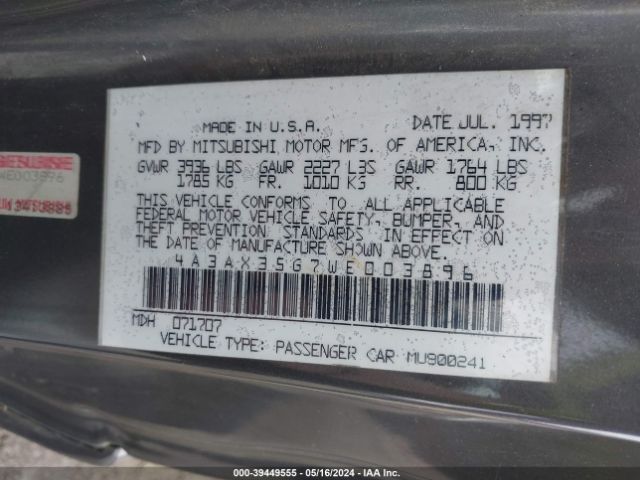 MADE IN U.S.A. DATE JUL. 1997
MFD BY MITSUBISHI MOTOR MFG. OF AMERICA, INC.
GVWR 3936 LBS GAWR 2227 L3S GAWR 1764 LBS
1785 KG FR. 1010 KG RR. 800 KG
THIS VEHICLE CONFORMS TO ALL APPLICABLE
FEDERAL MOTOR VEHICLE SAFETY, BUMPER, AND
THEFT PREVENTION STANDARDS IN EFFECT ON
THE DATE OF MANUFACTURE SHOWN ABOVE.
4A3AX35G7WE003896
MDH 071707
VEHICLE TYPE: PASSENGER CAR MU900241
WE003896
000-39449555 - 05/16/2024 - IAA Inc.